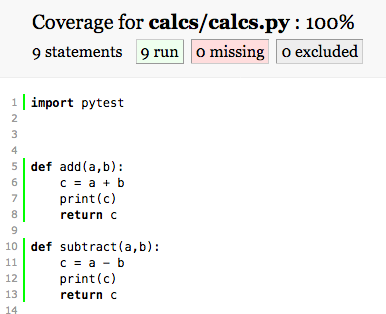 Coverage for calcs/calcs.py : 100%
9 statements 9 run 0 missing 0 excluded
1 import pytest
2
3
4
5 def add(a,b):
6     c = a + b
7     print(c)
8     return c
9
10 def subtract(a,b):
11     c = a - b
12     print(c)
13     return c
14